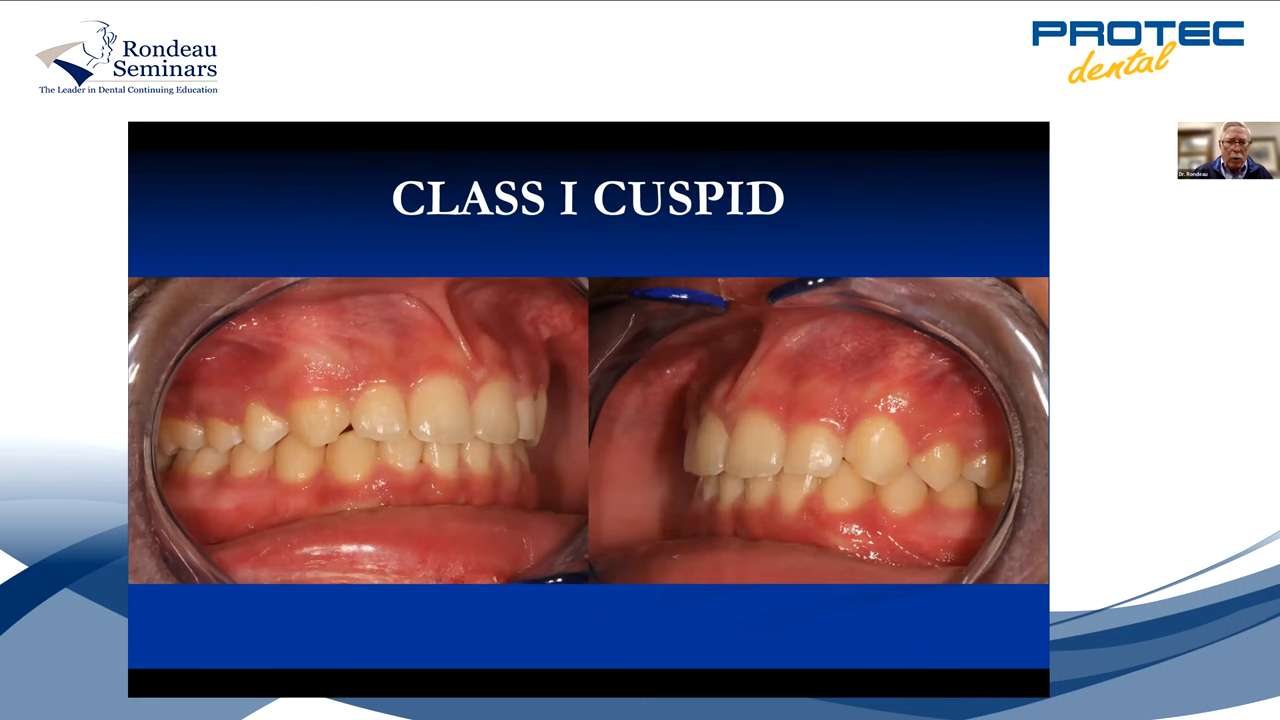 Rondeau
Seminars
The Leader in Dental Continuing Education
PROTEC
dental
Dr. Rondeau
CLASS I CUSPID